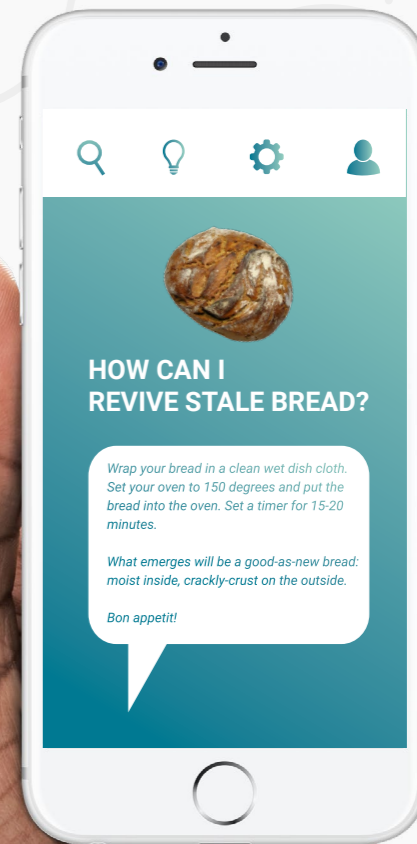 HOW CAN I
REVIVE STALE BREAD?
Wrap your bread in a clean wet dish cloth.
Set your oven to 150 degrees and put the
bread into the oven. Set a timer for 15-20
minutes.
What emerges will be a good-as-new bread:
moist inside, crackly-crust on the outside.
Bon appetit!